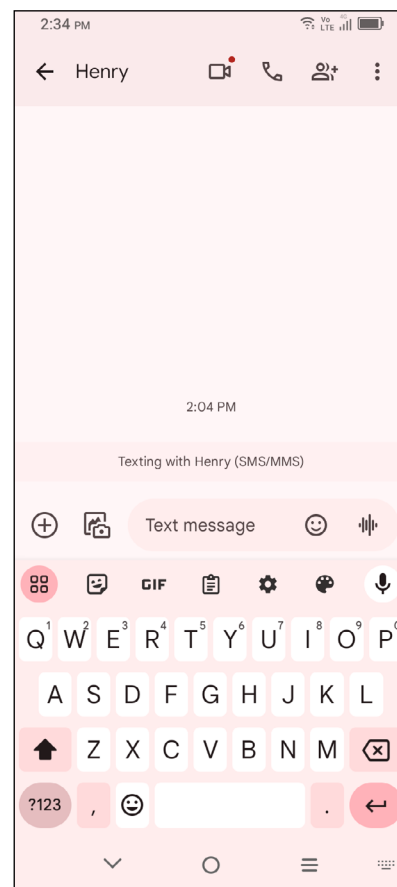 2:34 PM
Vo LTE 4G
Henry
2:04 PM
Texting with Henry (SMS/MMS)
Text message
GIF
Q1 W2 E3 R4 T5 Y6 U7 I8 O9 P0
A S D F G H J K L
Z X C V B N M
?123 , .